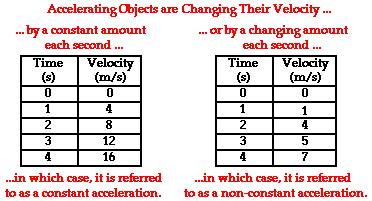 Accelerating Objects are Changing Their Velocity ...
... by a constant amount
each second ...
Time
(s)
Velocity
(m/s)
0 0
1 4
2 8
3 12
4 16
...in which case, it is referred
to as a constant acceleration.
... or by a changing amount
each second ...
Time
(s)
Velocity
(m/s)
0 0
1 1
2 4
3 5
4 7
...in which case, it is referred
to as a non-constant acceleration.